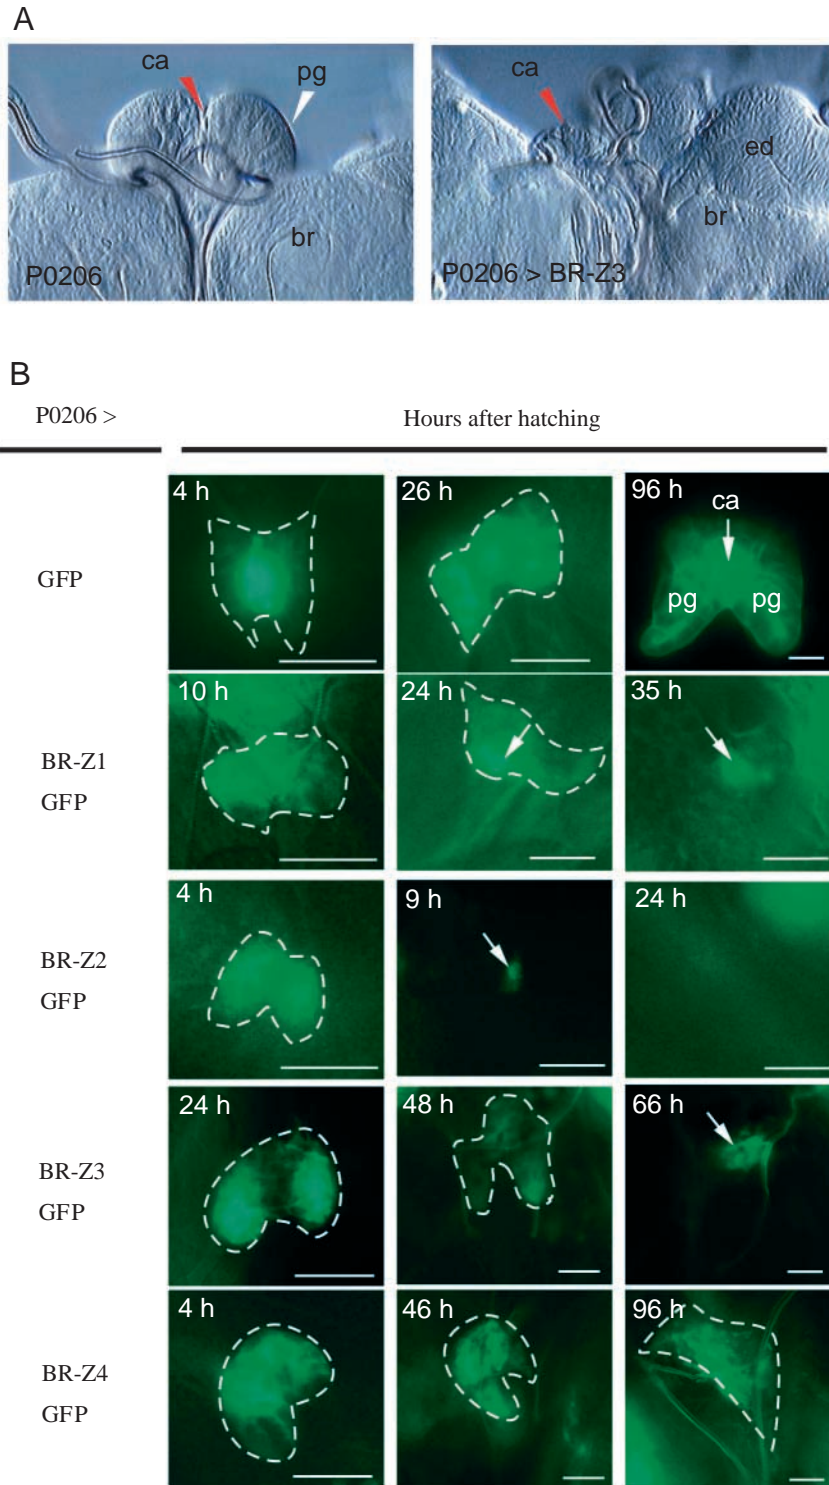 A
ca
pg
br
P0206
ca
ed
br
P0206 > BR-Z3
B
P0206 >
Hours after hatching
GFP
4 h
26 h
96 h
ca
pg
pg
BR-Z1
GFP
10 h
24 h
35 h
BR-Z2
GFP
4 h
9 h
24 h
BR-Z3
GFP
24 h
48 h
66 h
BR-Z4
GFP
4 h
46 h
96 h